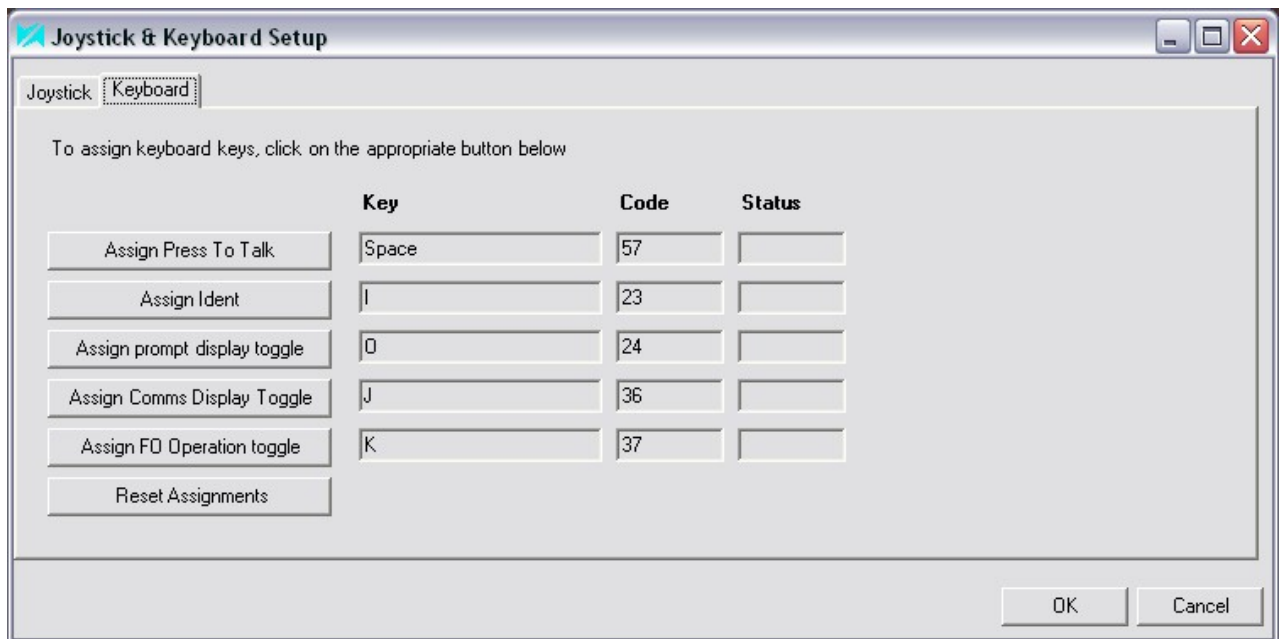 Joystick & Keyboard Setup
Joystick Keyboard
To assign keyboard keys, click on the appropriate button below
Key Code Status
Assign Press To Talk Space 57
Assign Ident I 23
Assign prompt display toggle O 24
Assign Comms Display Toggle J 36
Assign FO Operation toggle K 37
Reset Assignments
OK Cancel